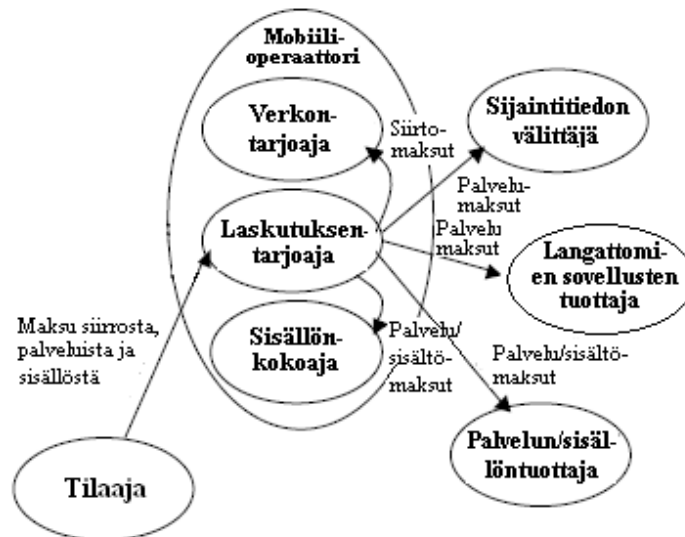 Mobiili-
operaattori
Verkon-
tarjoaja
Siirto-
maksut
Sijaintitiedon
välittäjä
Palvelu-
maksut
Laskutuksen-
tarjoaja
Palvelu
maksut
Langattomi-
en sovellusten
tuottaja
Maksu siirrosta,
palveluista ja
sisällöstä
Sisällön-
kokoaja
Palvelu/
sisältö-
maksut
Palvelu/sisältö-
maksut
Palvelun/sisäl-
löntuottaja
Tilaaja